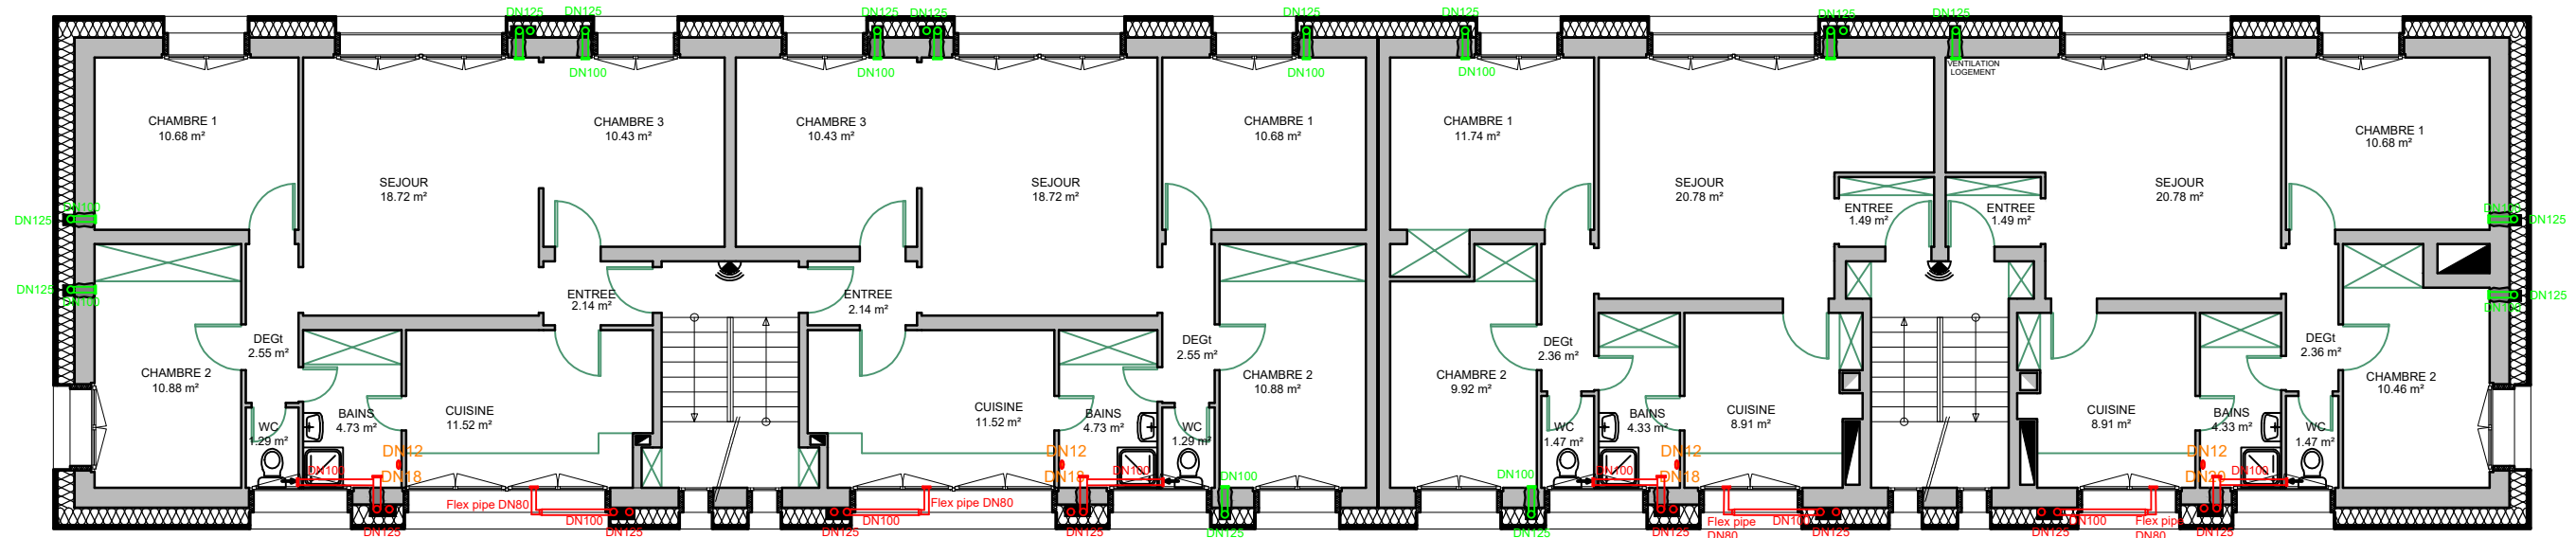 DN125
DN125
DN125
DN125
DN125
DN125
DN125
DN125
DN100
DN100
DN100
DN100
VENTILATION
LOGEMENT
CHAMBRE 1
10.68 m²
CHAMBRE 3
10.43 m²
CHAMBRE 3
10.43 m²
CHAMBRE 1
10.68 m²
CHAMBRE 1
11.74 m²
CHAMBRE 1
10.68 m²
SEJOUR
18.72 m²
SEJOUR
18.72 m²
SEJOUR
20.78 m²
SEJOUR
20.78 m²
ENTREE
1.49 m²
ENTREE
1.49 m²
DN125
DN100
DN100
DN125
DN125
DN100
DN100
DN125
ENTREE
2.14 m²
ENTREE
2.14 m²
DEGt
2.55 m²
DEGt
2.55 m²
DEGt
2.36 m²
DEGt
2.36 m²
CHAMBRE 2
10.88 m²
CHAMBRE 2
10.88 m²
CHAMBRE 2
9.92 m²
CHAMBRE 2
10.46 m²
WC
1.29 m²
BAINS
4.73 m²
CUISINE
11.52 m²
CUISINE
11.52 m²
BAINS
4.73 m²
WC
1.29 m²
WC
1.47 m²
BAINS
4.33 m²
CUISINE
8.91 m²
CUISINE
8.91 m²
BAINS
4.33 m²
WC
1.47 m²
DN12
DN18
DN12
DN18
DN12
DN18
DN12
DN100
DN100
DN100
DN100
DN100
DN100
Flex pipe DN80
DN100
DN100
Flex pipe DN80
Flex pipe
DN80
DN100
DN100
Flex pipe
DN80
DN125
DN125
DN125
DN125
DN125
DN125
DN125
DN125
DN125
DN125